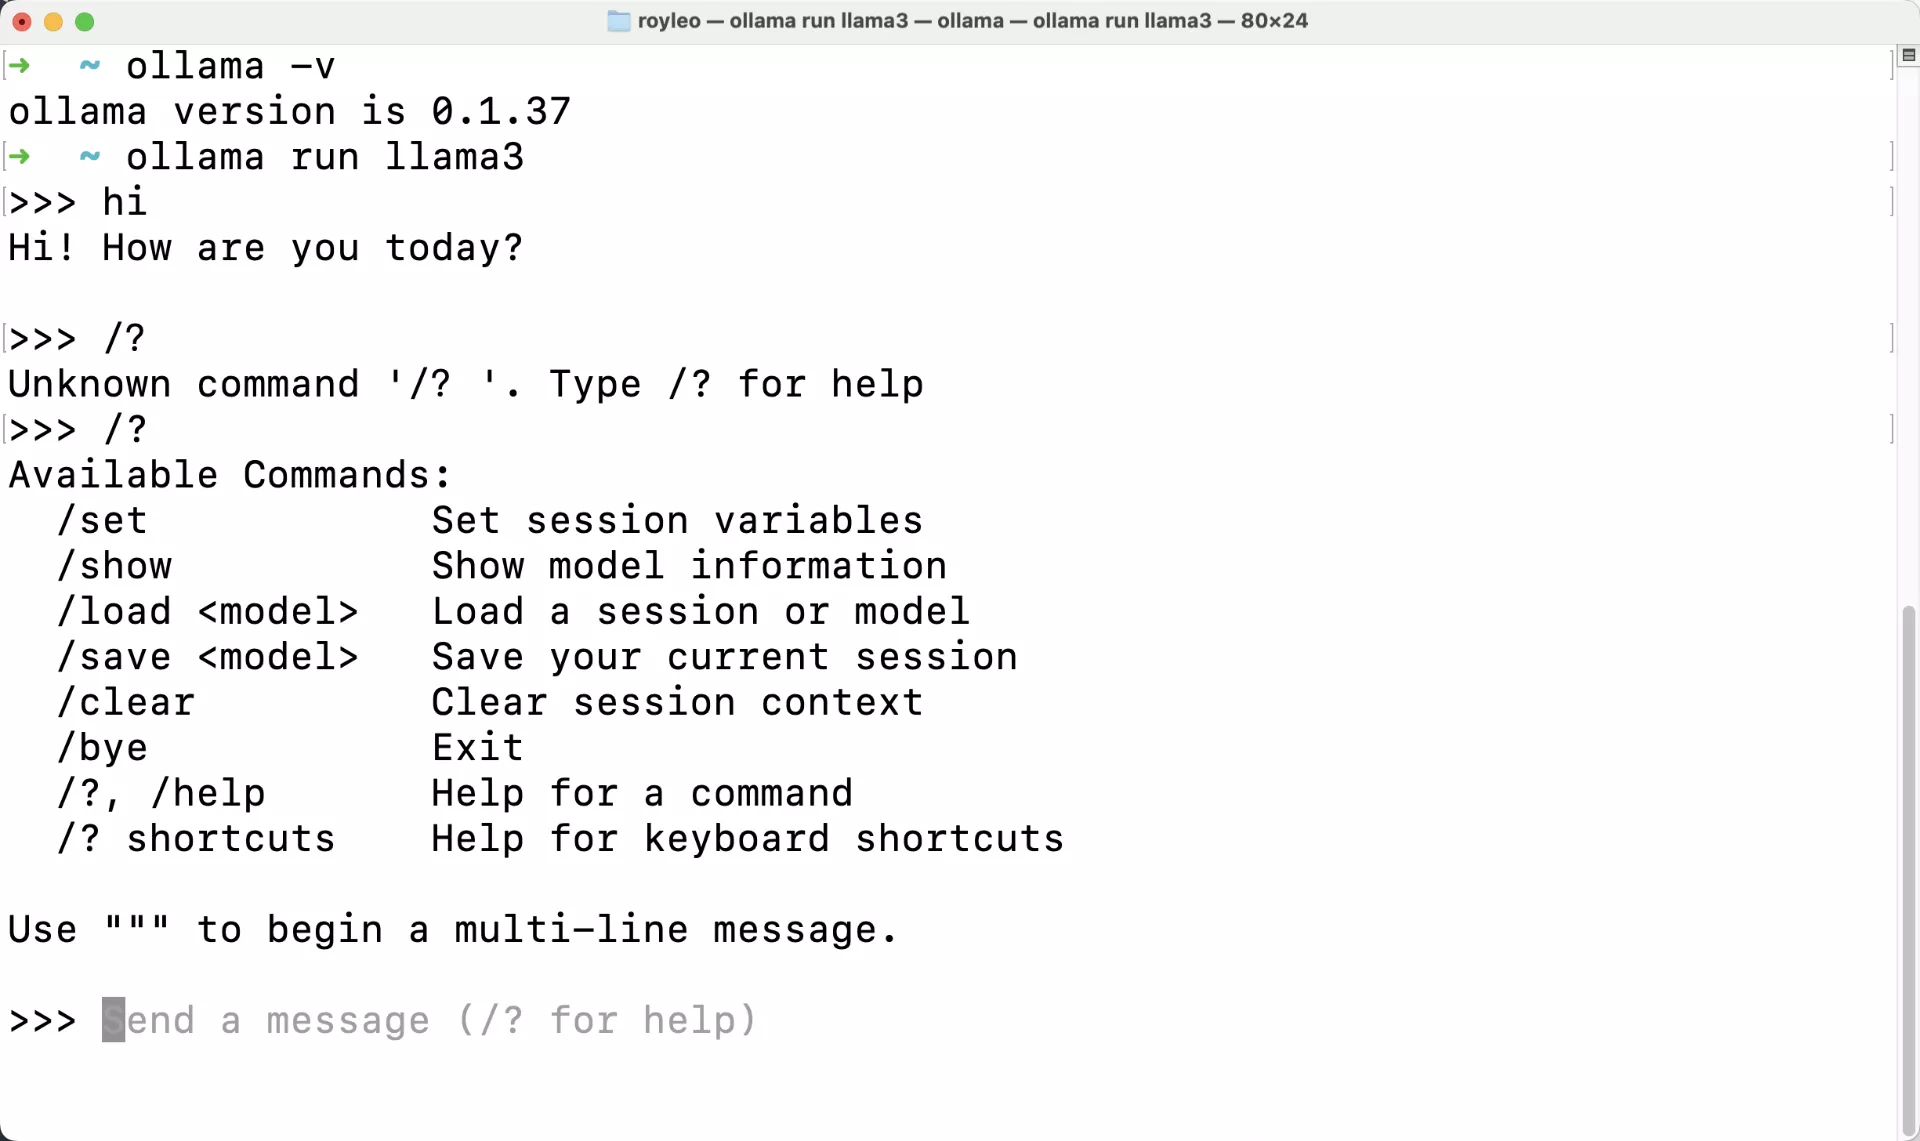 royleo — ollama run llama3 — ollama — ollama run llama3 — 80×24
➜ ~ ollama -v
ollama version is 0.1.37
➜ ~ ollama run llama3
>>> hi
Hi! How are you today?
>>> /?
Unknown command '/? '. Type /? for help
>>> /?
Available Commands:
  /set            Set session variables
  /show           Show model information
  /load <model>   Load a session or model
  /save <model>   Save your current session
  /clear          Clear session context
  /bye            Exit
  /?, /help       Help for a command
  /? shortcuts    Help for keyboard shortcuts
Use """ to begin a multi-line message.
>>> Send a message (/? for help)